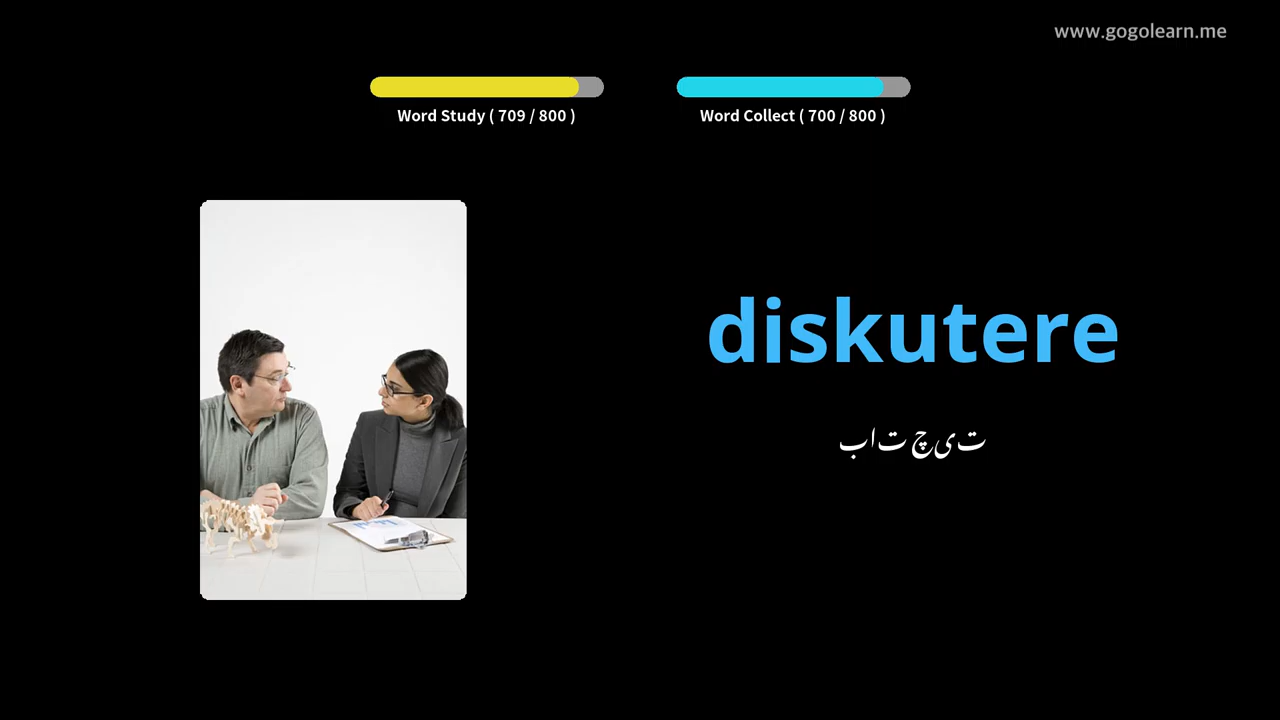 www.gogolearn.me
Word Study ( 709 / 800 )
Word Collect ( 700 / 800 )
diskutere
بات چیت